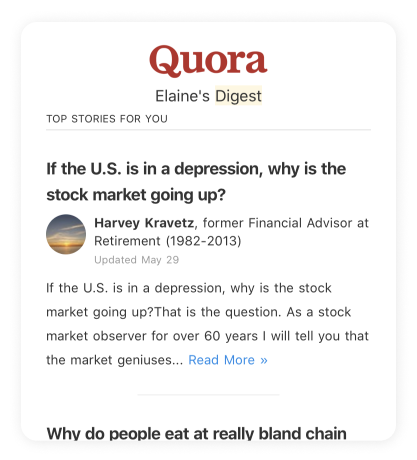 Quora
Elaine's Digest
TOP STORIES FOR YOU
If the U.S. is in a depression, why is the
stock market going up?
Harvey Kravetz, former Financial Advisor at
Retirement (1982-2013)
Updated May 29
If the U.S. is in a depression, why is the stock
market going up?That is the question. As a stock
market observer for over 60 years I will tell you that
the market geniuses... Read More »
Why do people eat at really bland chain